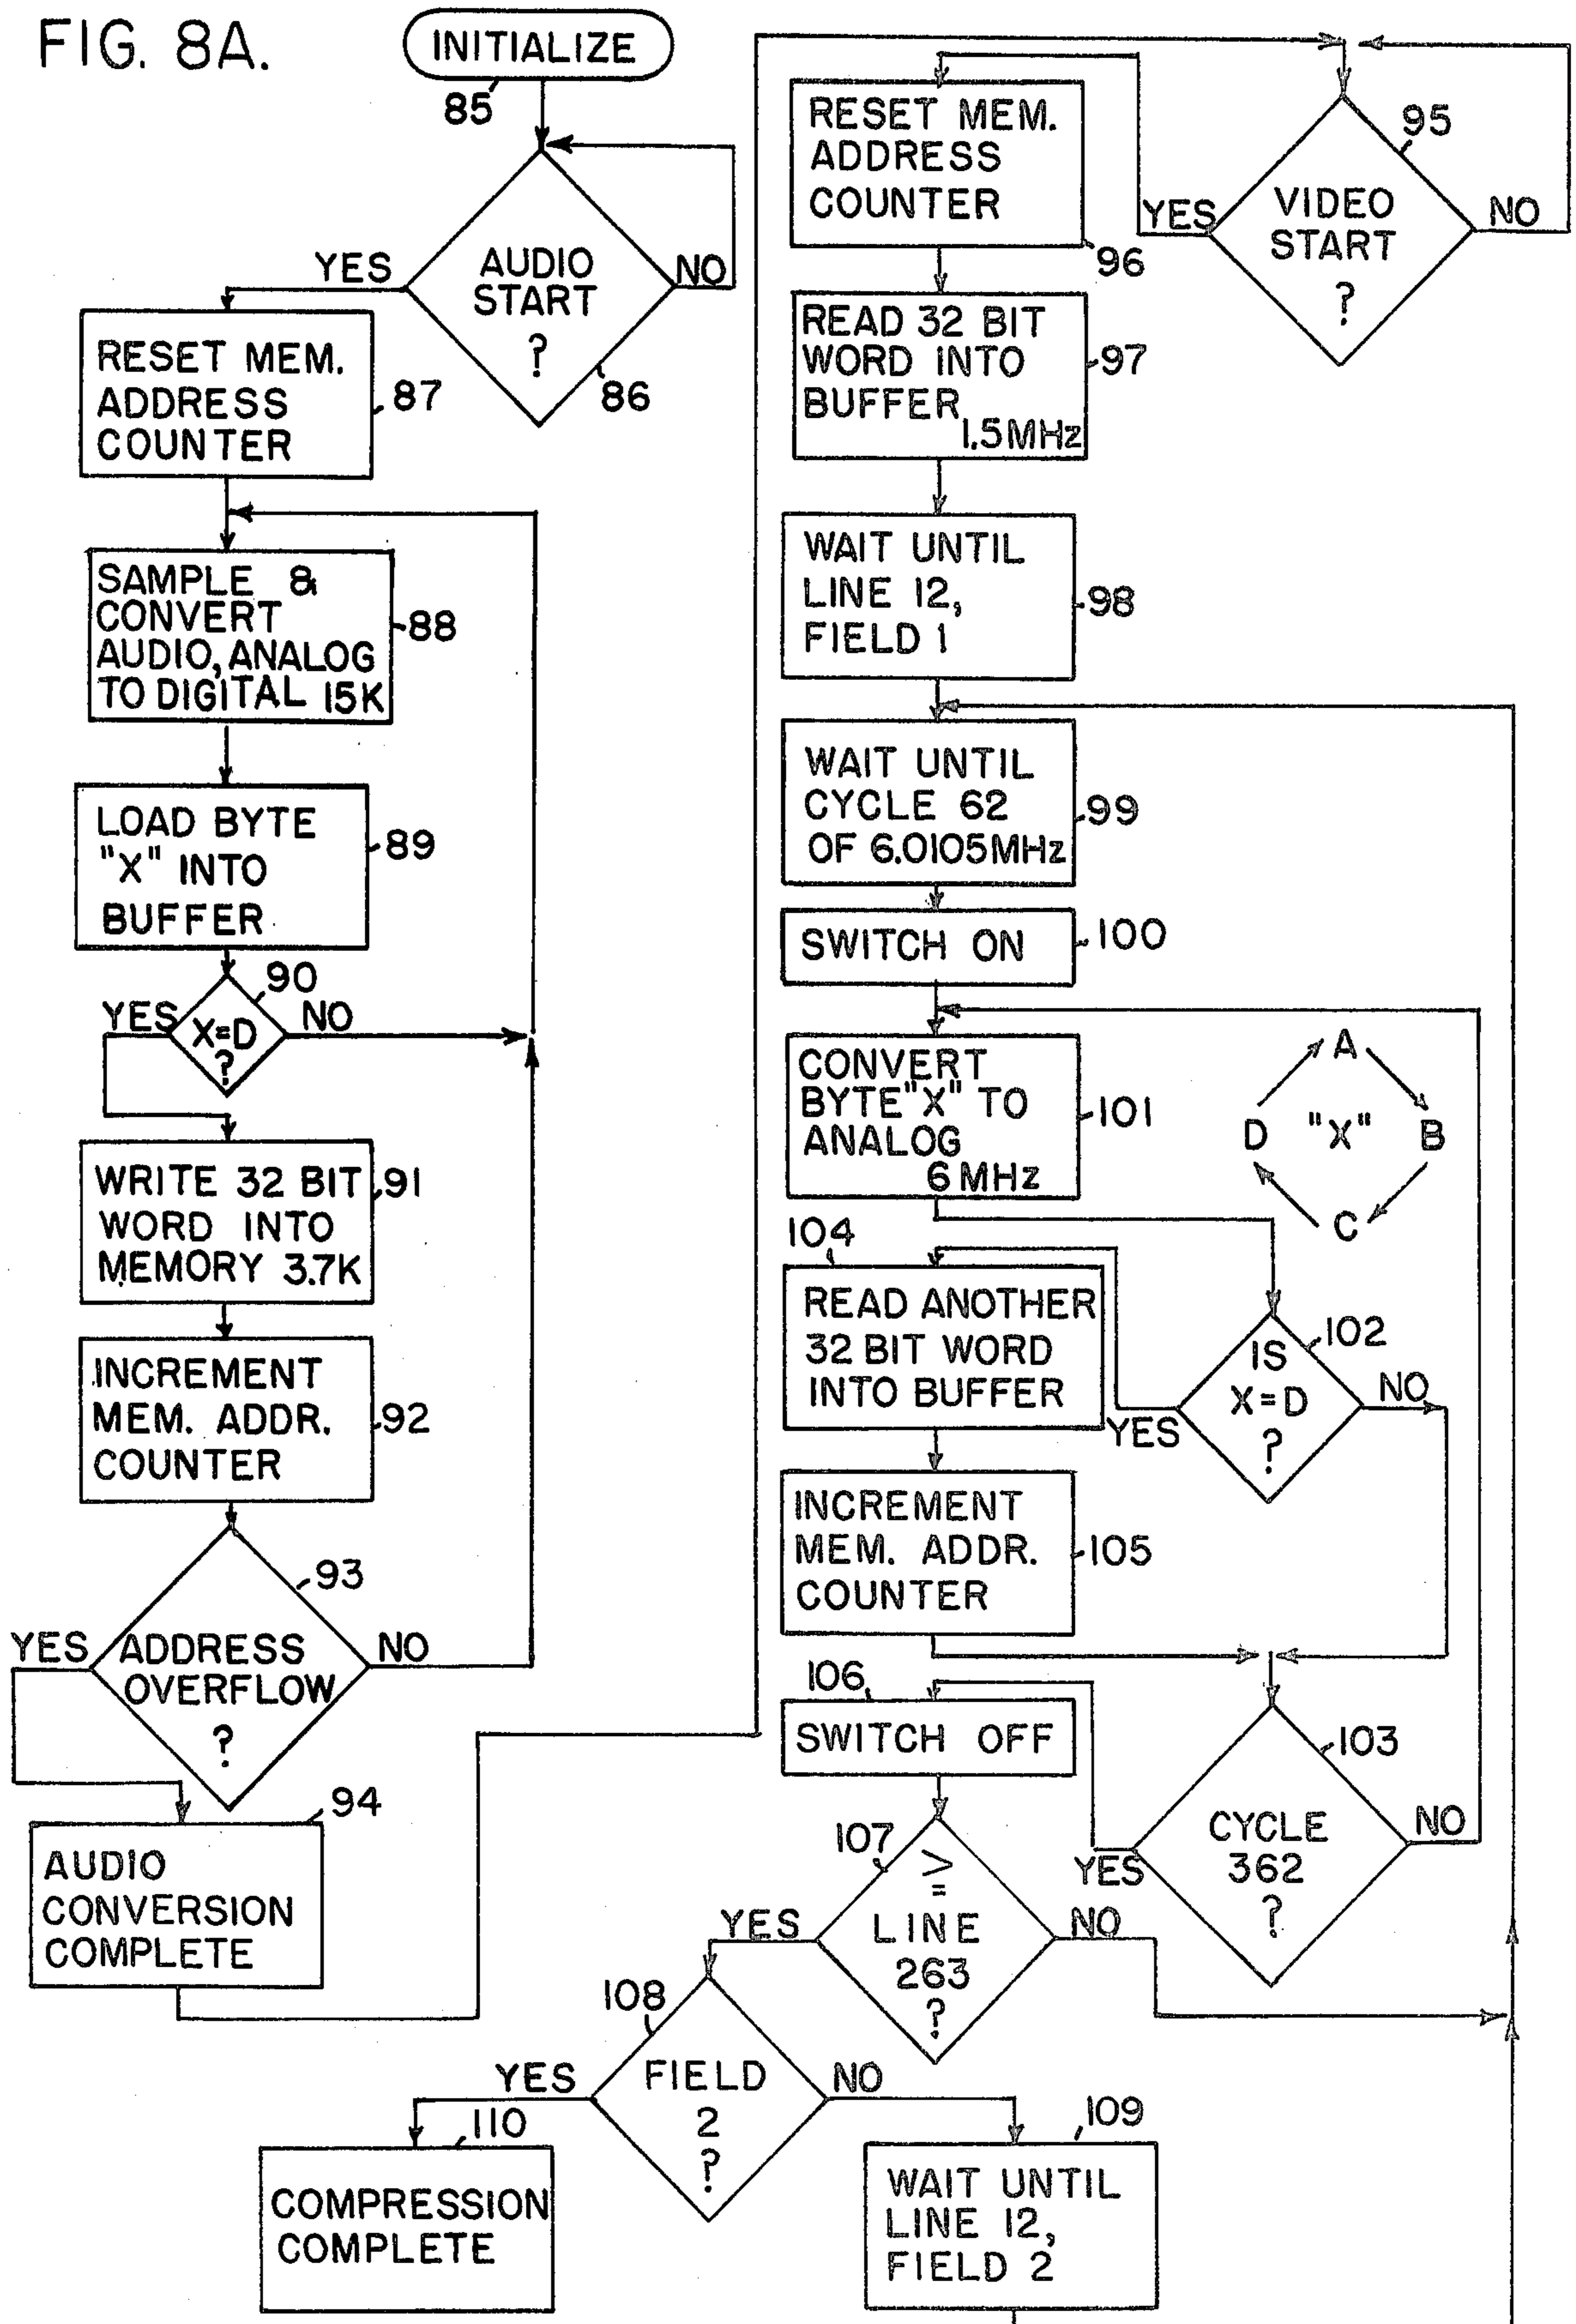 FIG. 8A.
INITIALIZE
85
AUDIO
START
?
YES
NO
86
RESET MEM.
ADDRESS
COUNTER
87
SAMPLE &
CONVERT
AUDIO, ANALOG
TO DIGITAL 15K
88
LOAD BYTE
"X" INTO
BUFFER
89
90
YES
X=D
?
NO
WRITE 32 BIT
WORD INTO
MEMORY 3.7K
91
INCREMENT
MEM. ADDR.
COUNTER
92
93
YES
ADDRESS
OVERFLOW
?
NO
94
AUDIO
CONVERSION
COMPLETE
95
VIDEO
START
?
YES
NO
RESET MEM.
ADDRESS
COUNTER
96
READ 32 BIT
WORD INTO
BUFFER
1.5MHz
97
WAIT UNTIL
LINE 12,
FIELD 1
98
WAIT UNTIL
CYCLE 62
OF 6.0105MHz
99
SWITCH ON
100
CONVERT
BYTE "X" TO
ANALOG
6 MHz
101
A
D "X" B
C
104
READ ANOTHER
32 BIT WORD
INTO BUFFER
102
IS
X=D
?
YES
NO
INCREMENT
MEM. ADDR.
COUNTER
105
106
SWITCH OFF
103
CYCLE
362
?
YES
NO
107
>
=
LINE
263
?
YES
NO
108
FIELD
2
?
YES
NO
110
COMPRESSION
COMPLETE
109
WAIT UNTIL
LINE 12,
FIELD 2